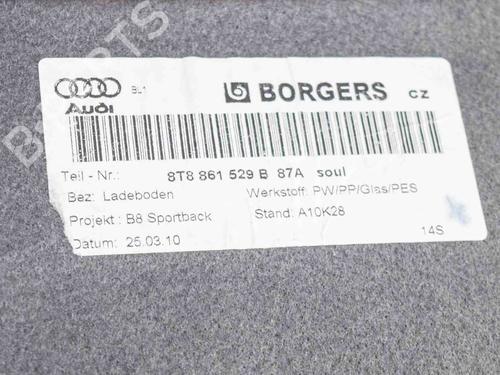 BL1
Audi
BORGERS CZ
Teil - Nr.: 8T8 861 529 B 87A soul
Bez: Ladeboden Werkstoff: PW/PP/Glas/PES
Projekt : B8 Sportback Stand: A10K28
Datum: 25.03.10 14S